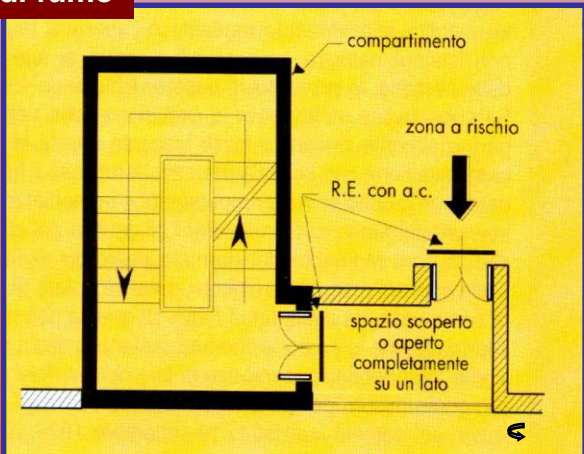 compartimento
zona a rischio
R.E. con a.c.
spazio scoperto
o aperto
completamente
su un lato